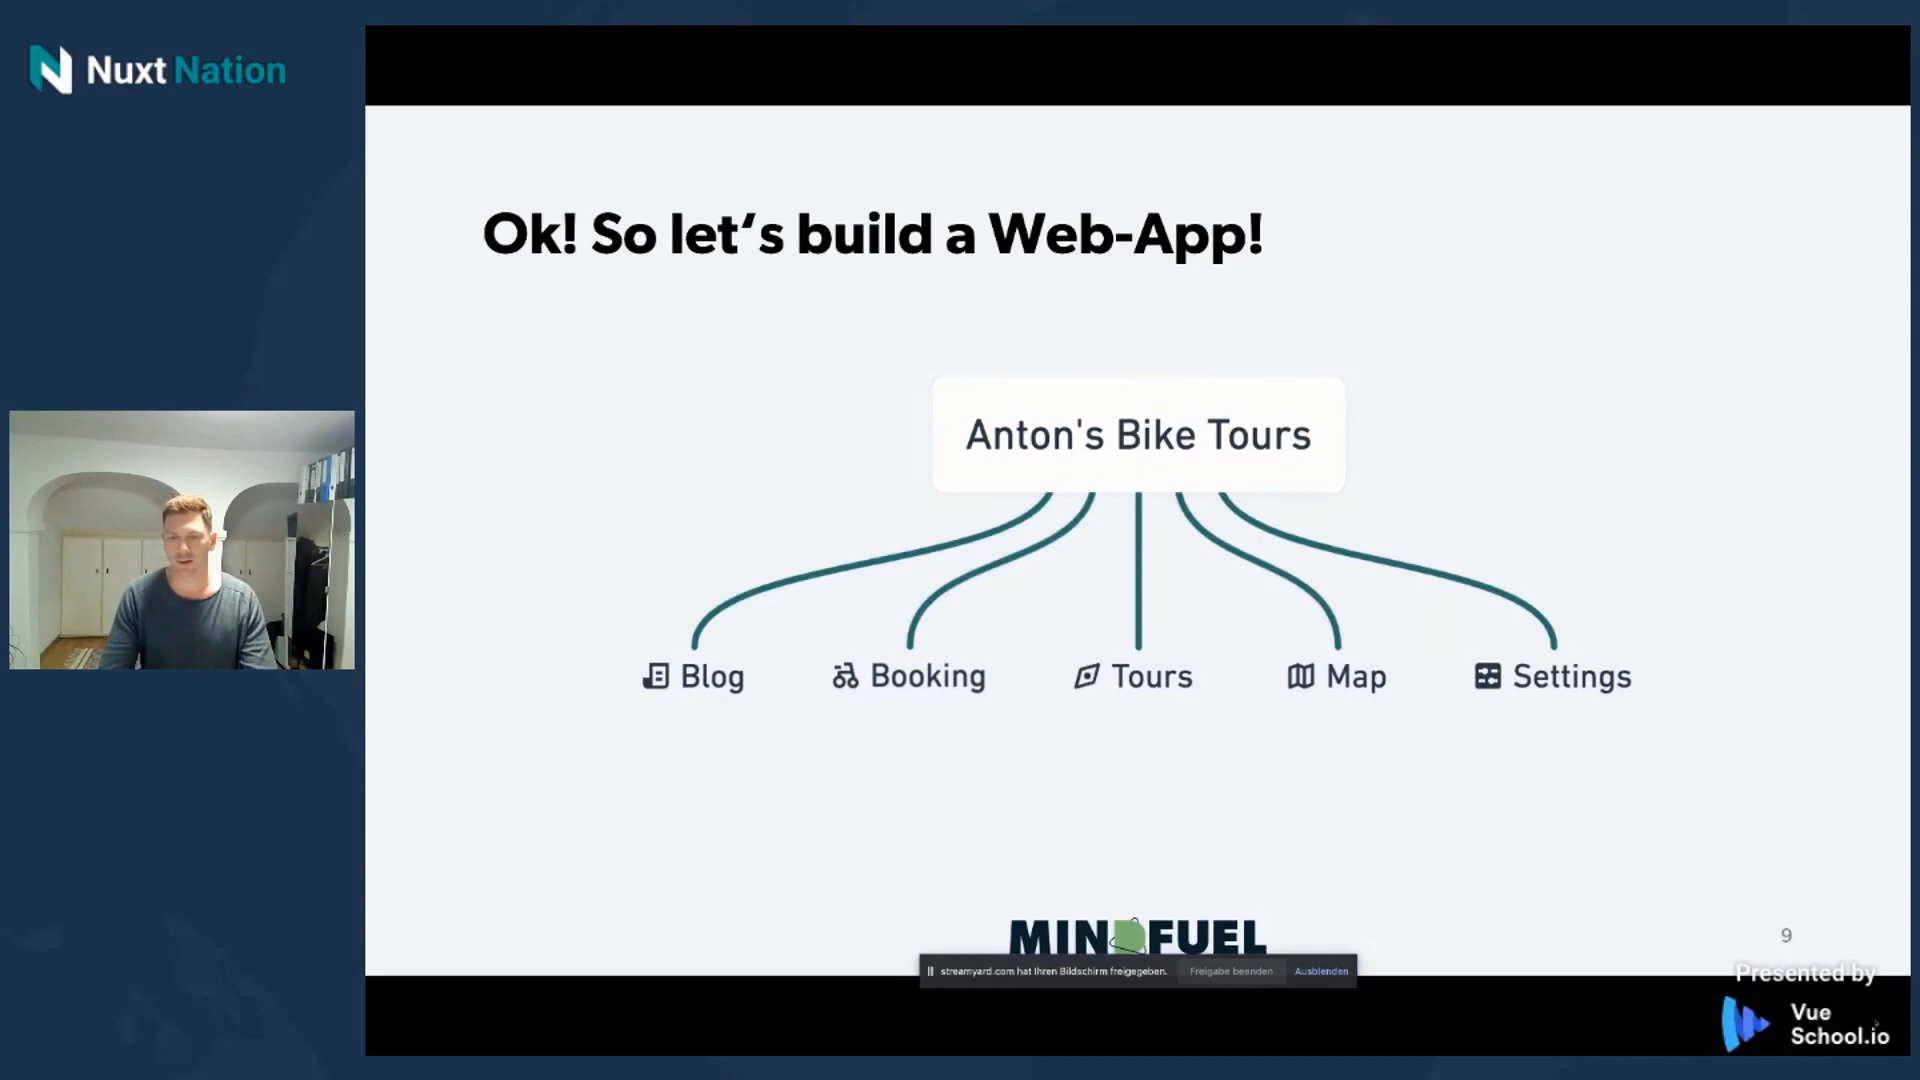 Nuxt Nation
Ok! So let‘s build a Web-App!
Anton's Bike Tours
Blog
Booking
Tours
Map
Settings
MINDFUEL
9
streamyard.com hat Ihren Bildschirm freigegeben.
Freigabe beenden
Ausblenden
Presented by
Vue
School.io